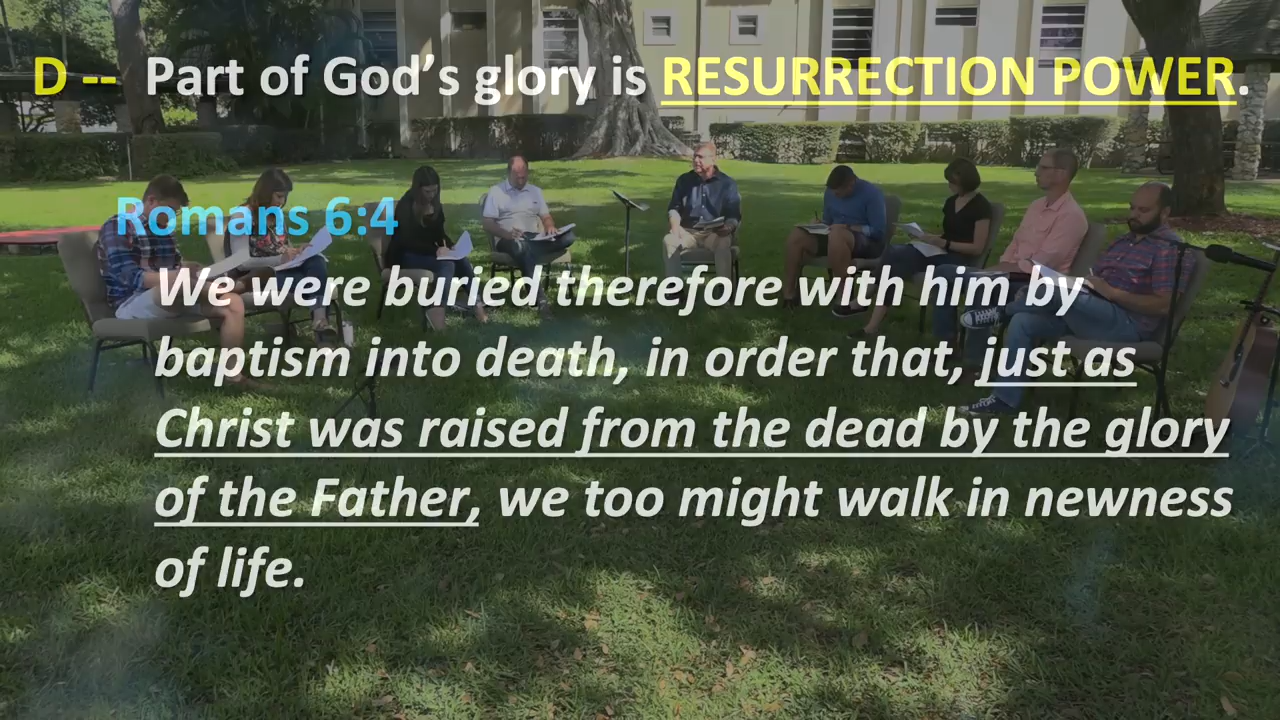 D -- Part of God’s glory is RESURRECTION POWER.
Romans 6:4
We were buried therefore with him by
baptism into death, in order that, just as
Christ was raised from the dead by the glory
of the Father, we too might walk in newness
of life.